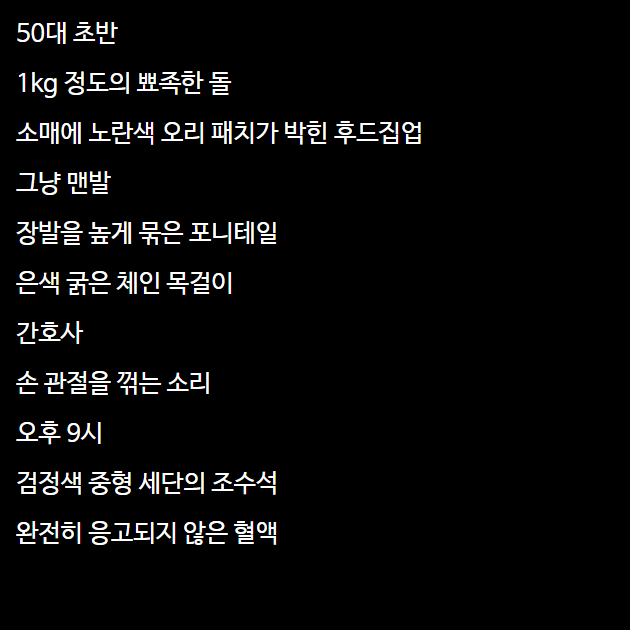 50대 초반
1kg 정도의 뾰족한 돌
소매에 노란색 오리 패치가 박힌 후드집업
그냥 맨발
장발을 높게 묶은 포니테일
은색 굵은 체인 목걸이
간호사
손 관절을 꺾는 소리
오후 9시
검정색 중형 세단의 조수석
완전히 응고되지 않은 혈액